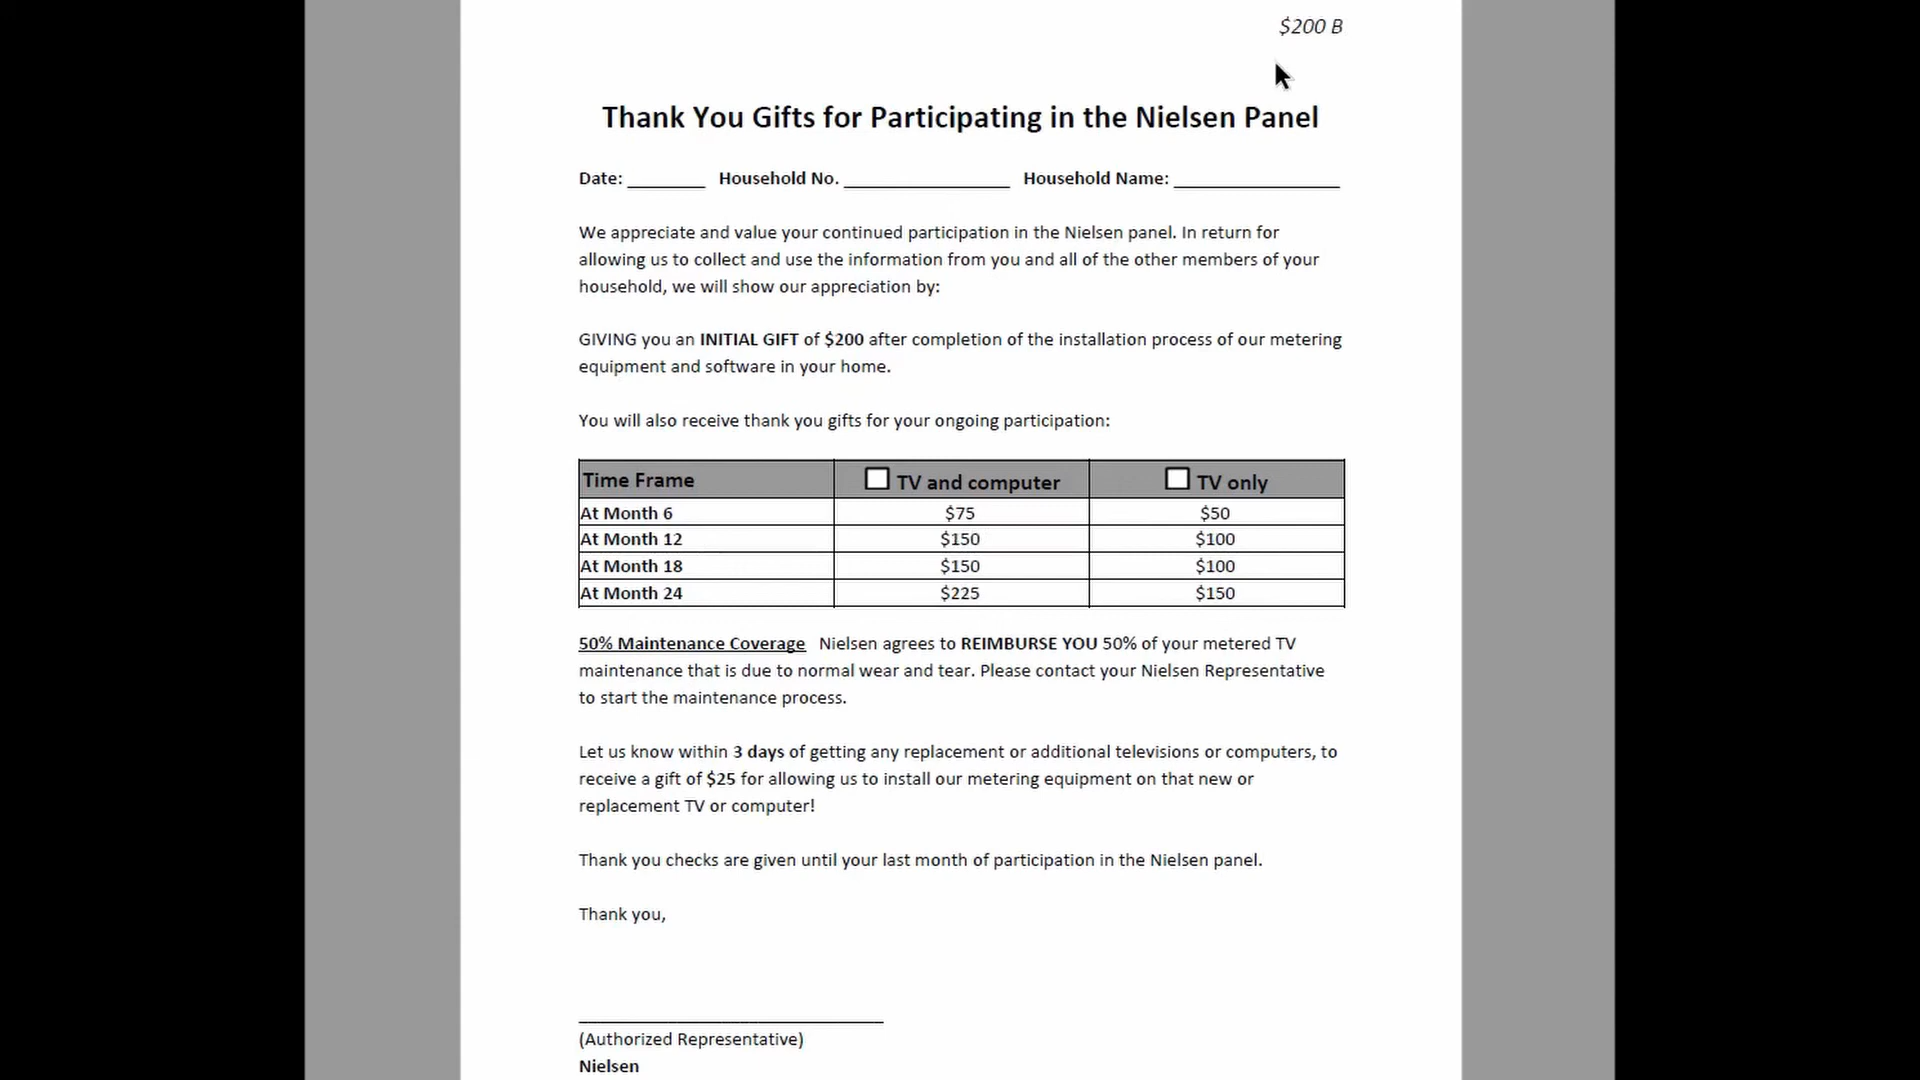 $200 B
Thank You Gifts for Participating in the Nielsen Panel
Date: ________ Household No. _________________ Household Name: _________________
We appreciate and value your continued participation in the Nielsen panel. In return for
allowing us to collect and use the information from you and all of the other members of your
household, we will show our appreciation by:
GIVING you an INITIAL GIFT of $200 after completion of the installation process of our metering
equipment and software in your home.
You will also receive thank you gifts for your ongoing participation:
Time Frame TV and computer TV only
At Month 6 $75 $50
At Month 12 $150 $100
At Month 18 $150 $100
At Month 24 $225 $150
50% Maintenance Coverage Nielsen agrees to REIMBURSE YOU 50% of your metered TV
maintenance that is due to normal wear and tear. Please contact your Nielsen Representative
to start the maintenance process.
Let us know within 3 days of getting any replacement or additional televisions or computers, to
receive a gift of $25 for allowing us to install our metering equipment on that new or
replacement TV or computer!
Thank you checks are given until your last month of participation in the Nielsen panel.
Thank you,
(Authorized Representative)
Nielsen